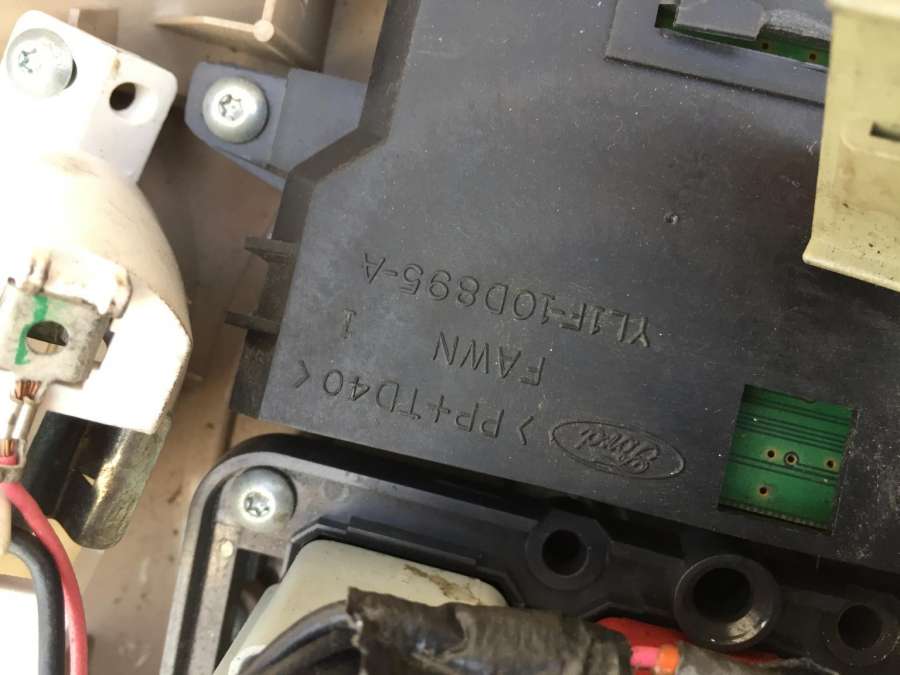 Ford >PP+TD40<
FAWN 1
YL1F-10D895-A